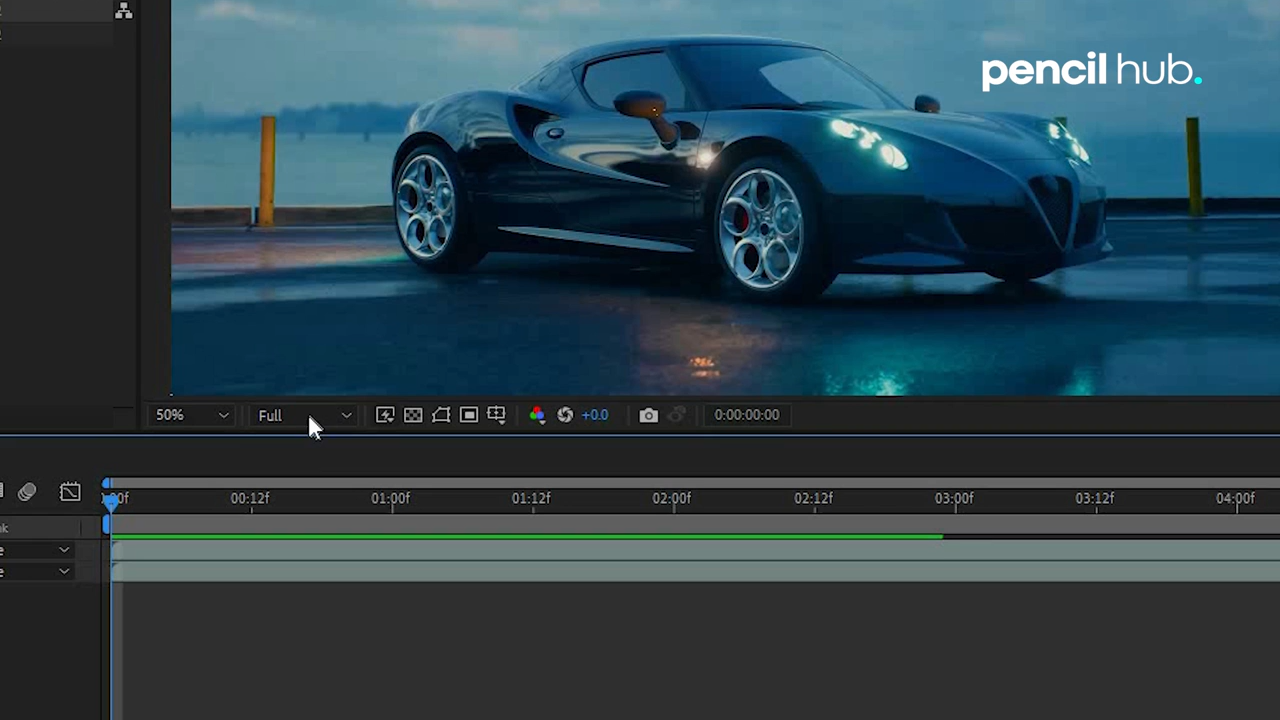 pencil hub.
50%
Full
+0.0
0:00:00:00
00:12f
01:00f
01:12f
02:00f
02:12f
03:00f
03:12f
04:00f